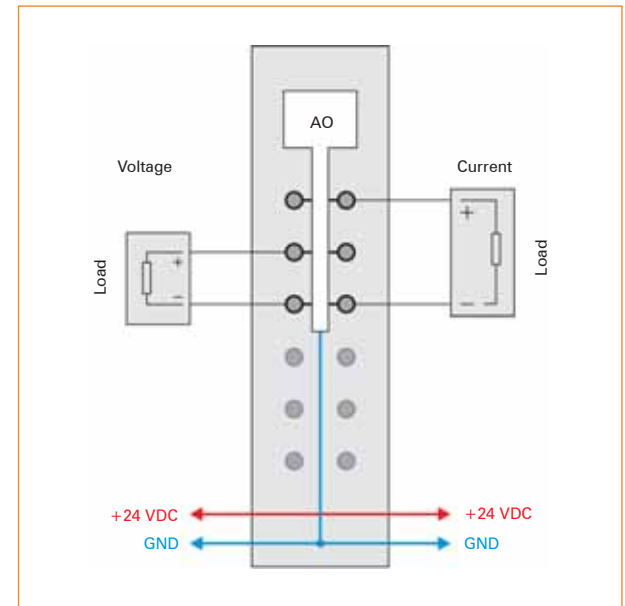 AO
Voltage
Current
Load
+
−
+
−
Load
+24 VDC
+24 VDC
GND
GND